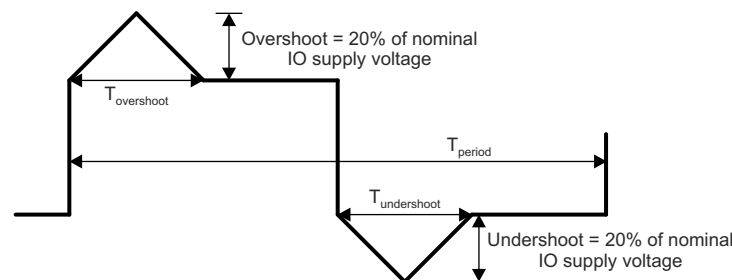 Overshoot = 20% of nominal
IO supply voltage
Tovershoot
Tperiod
Tundershoot
Undershoot = 20% of nominal
IO supply voltage